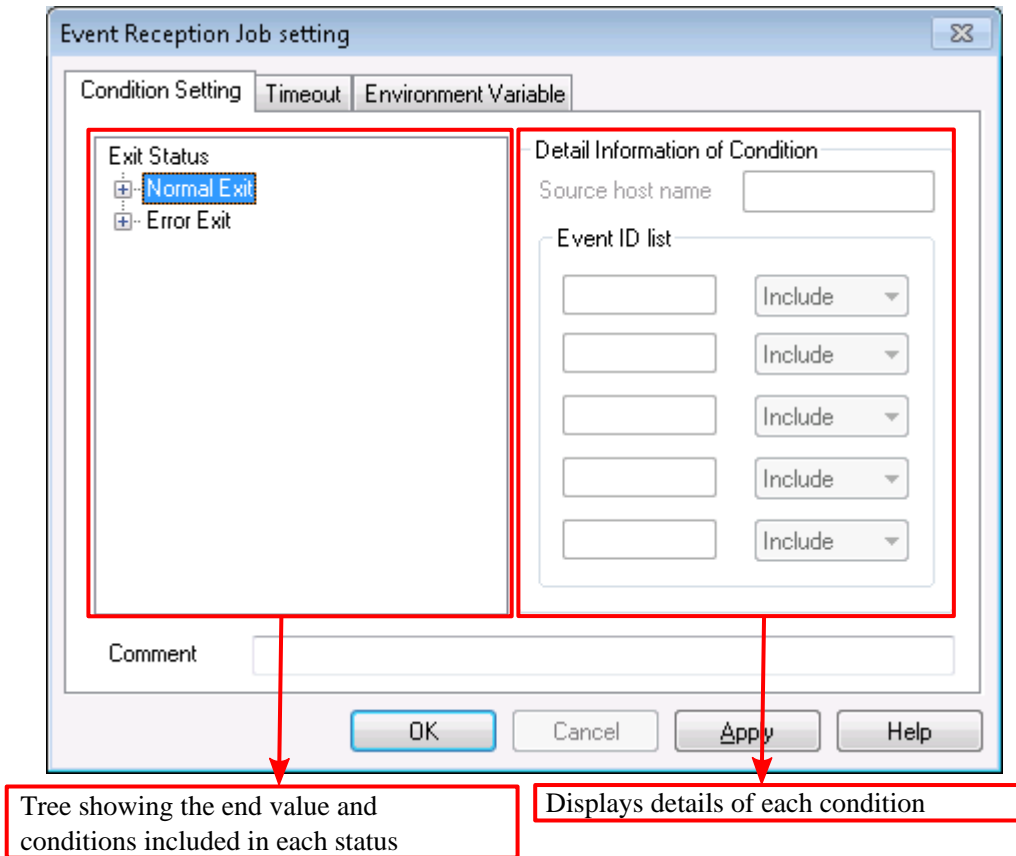 Event Reception Job setting
Condition Setting Timeout Environment Variable
Exit Status
Normal Exit
Error Exit
Detail Information of Condition
Source host name
Event ID list
Include
Include
Include
Include
Include
Comment
OK Cancel Apply Help
Tree showing the end value and
conditions included in each status
Displays details of each condition